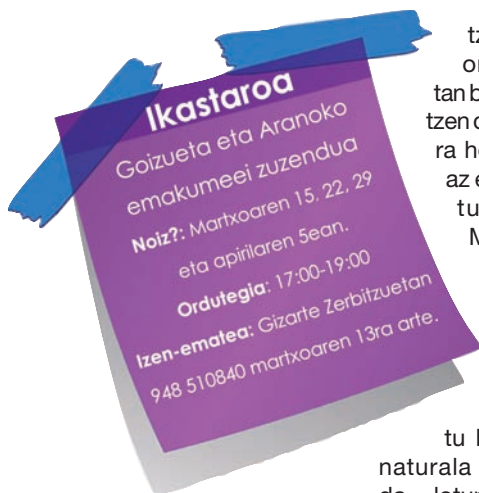 Ikastaroa
Goizueta eta Aranoko
emakumeei zuzendua
Noiz?: Martxoaren 15, 22, 29
eta apirilaren 5ean.
Ordutegia: 17:00-19:00
Izen-ematea: Gizarte Zerbitzuetan
948 510840 martxoaren 13ra arte.
naturala